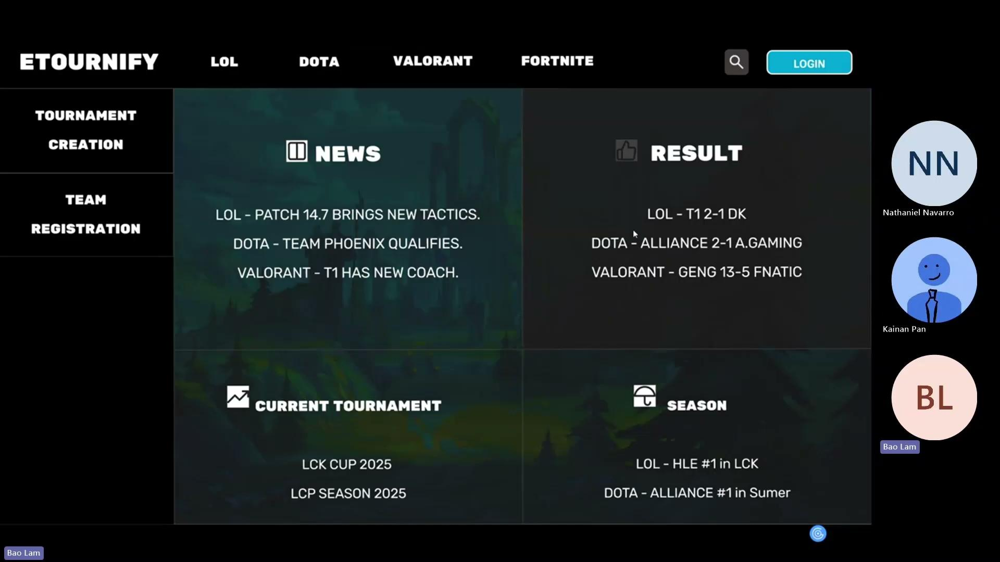 ETOURNIFY
LOL
DOTA
VALORANT
FORTNITE
LOGIN
TOURNAMENT
CREATION
TEAM
REGISTRATION
NEWS
LOL - PATCH 14.7 BRINGS NEW TACTICS.
DOTA - TEAM PHOENIX QUALIFIES.
VALORANT - T1 HAS NEW COACH.
RESULT
LOL - T1 2-1 DK
DOTA - ALLIANCE 2-1 A.GAMING
VALORANT - GENG 13-5 FNATIC
CURRENT TOURNAMENT
LCK CUP 2025
LCP SEASON 2025
SEASON
LOL - HLE #1 in LCK
DOTA - ALLIANCE #1 in Sumer
NN
Nathaniel Navarro
Kainan Pan
BL
Bao Lam
Bao Lam